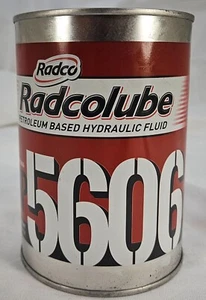 Radco
Radcolube
PETROLEUM BASED HYDRAULIC FLUID
5606